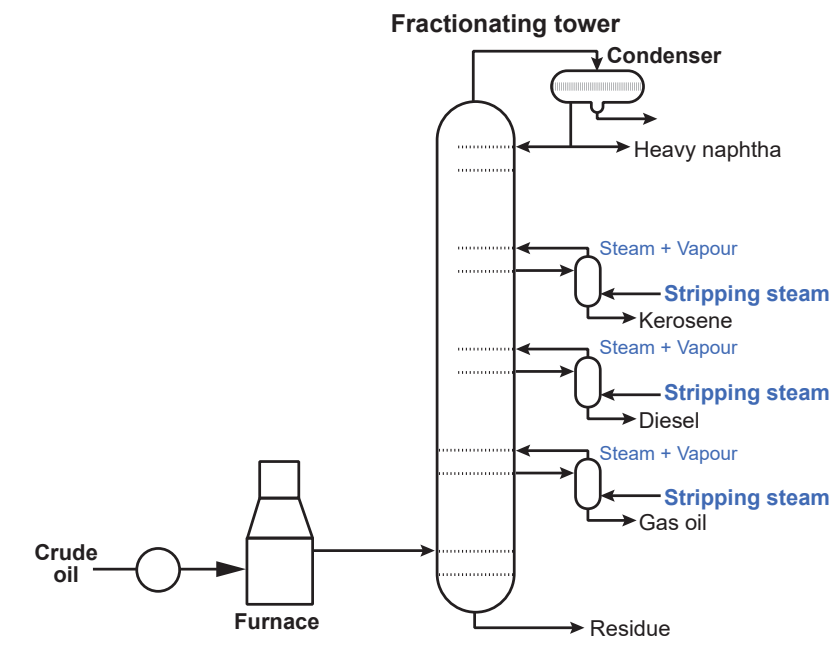 Fractionating tower
Condenser
Heavy naphtha
Steam + Vapour
Stripping steam
Kerosene
Steam + Vapour
Stripping steam
Diesel
Steam + Vapour
Stripping steam
Gas oil
Crude
oil
Furnace
Residue